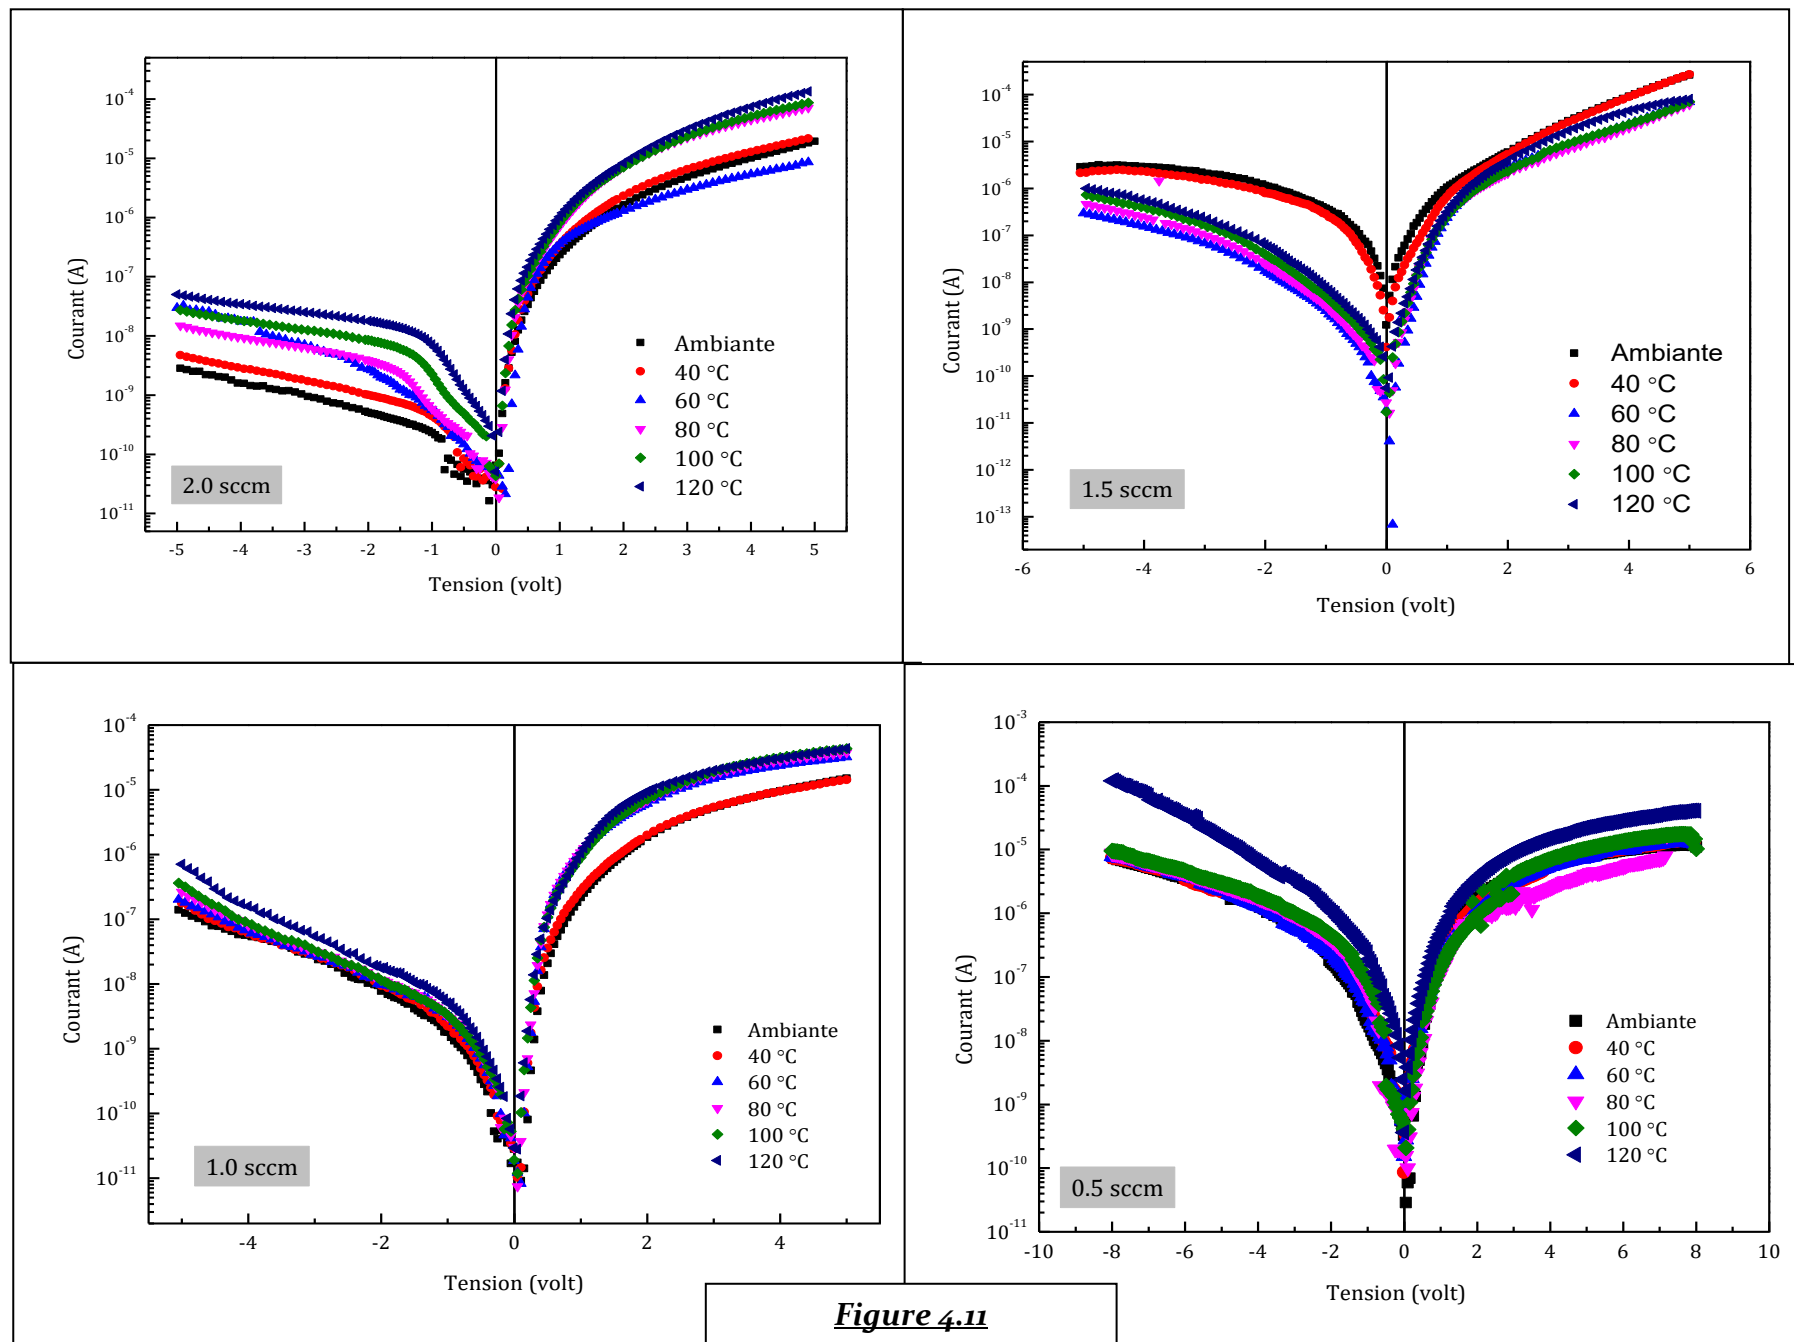 10⁻⁴
10⁻⁵
10⁻⁶
10⁻⁷
10⁻⁸
10⁻⁹
10⁻¹⁰
10⁻¹¹
Courant (A)
-5 -4 -3 -2 -1 0 1 2 3 4 5
Tension (volt)
Ambiante
40 °C
60 °C
80 °C
100 °C
120 °C
2.0 sccm
10⁻⁴
10⁻⁵
10⁻⁶
10⁻⁷
10⁻⁸
10⁻⁹
10⁻¹⁰
10⁻¹¹
10⁻¹²
10⁻¹³
Courant (A)
-6 -4 -2 0 2 4 6
Tension (volt)
Ambiante
40 °C
60 °C
80 °C
100 °C
120 °C
1.5 sccm
10⁻⁴
10⁻⁵
10⁻⁶
10⁻⁷
10⁻⁸
10⁻⁹
10⁻¹⁰
10⁻¹¹
Courant (A)
-4 -2 0 2 4
Tension (volt)
Ambiante
40 °C
60 °C
80 °C
100 °C
120 °C
1.0 sccm
10⁻³
10⁻⁴
10⁻⁵
10⁻⁶
10⁻⁷
10⁻⁸
10⁻⁹
10⁻¹⁰
10⁻¹¹
Courant (A)
-10 -8 -6 -4 -2 0 2 4 6 8 10
Tension (volt)
Ambiante
40 °C
60 °C
80 °C
100 °C
120 °C
0.5 sccm
Figure 4.11